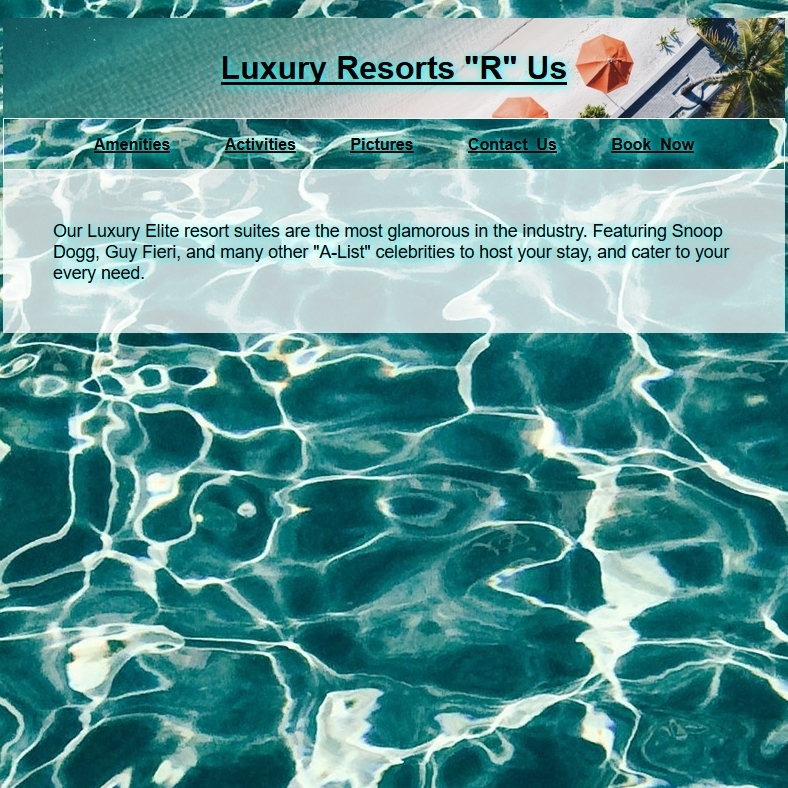 Luxury Resorts "R" Us
Amenities Activities Pictures Contact Us Book Now
Our Luxury Elite resort suites are the most glamorous in the industry. Featuring Snoop
Dogg, Guy Fieri, and many other "A-List" celebrities to host your stay, and cater to your
every need.